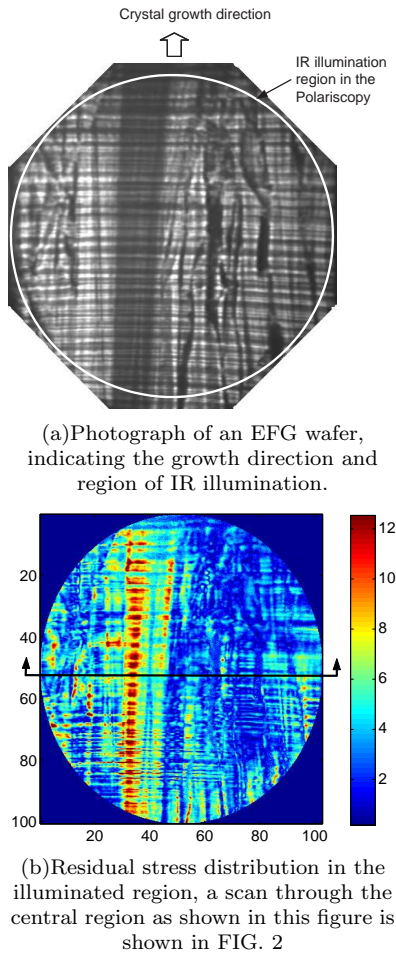 Crystal growth direction
IR illumination
region in the
Polariscopy
(a)Photograph of an EFG wafer,
indicating the growth direction and
region of IR illumination.
20
40
60
80
100
20
40
60
80
100
12
10
8
6
4
2
(b)Residual stress distribution in the
illuminated region, a scan through the
central region as shown in this figure is
shown in FIG. 2